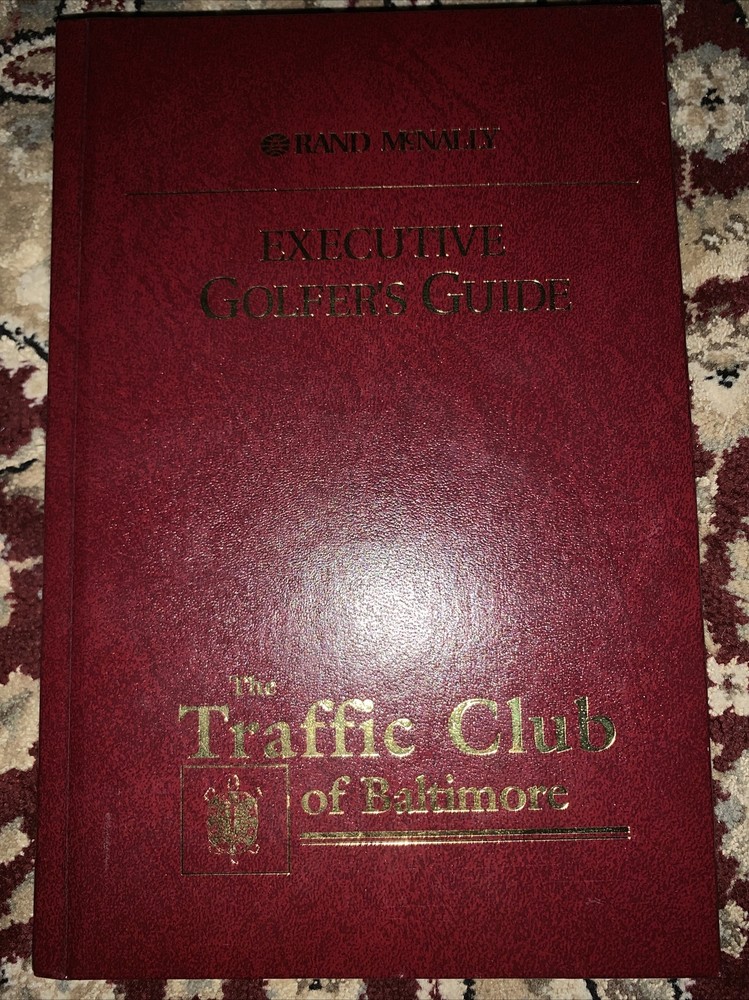 RAND McNALLY
EXECUTIVE
GOLFER'S GUIDE
The
Traffic Club
of Baltimore